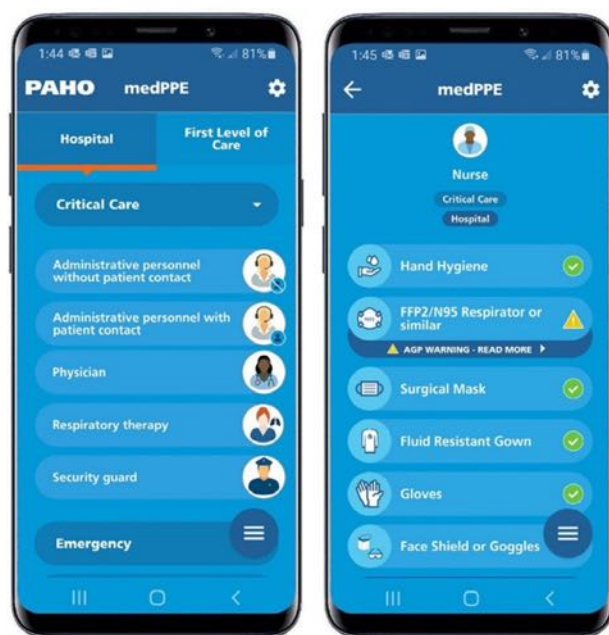 1:44
81%
PAHO medPPE
Hospital
First Level of
Care
Critical Care
Administrative personnel
without patient contact
Administrative personnel with
patient contact
Physician
Respiratory therapy
Security guard
Emergency
1:45
81%
medPPE
Nurse
Critical Care
Hospital
Hand Hygiene
FFP2/N95 Respirator or
similar
AGP WARNING - READ MORE
Surgical Mask
Fluid Resistant Gown
Gloves
Face Shield or Goggles